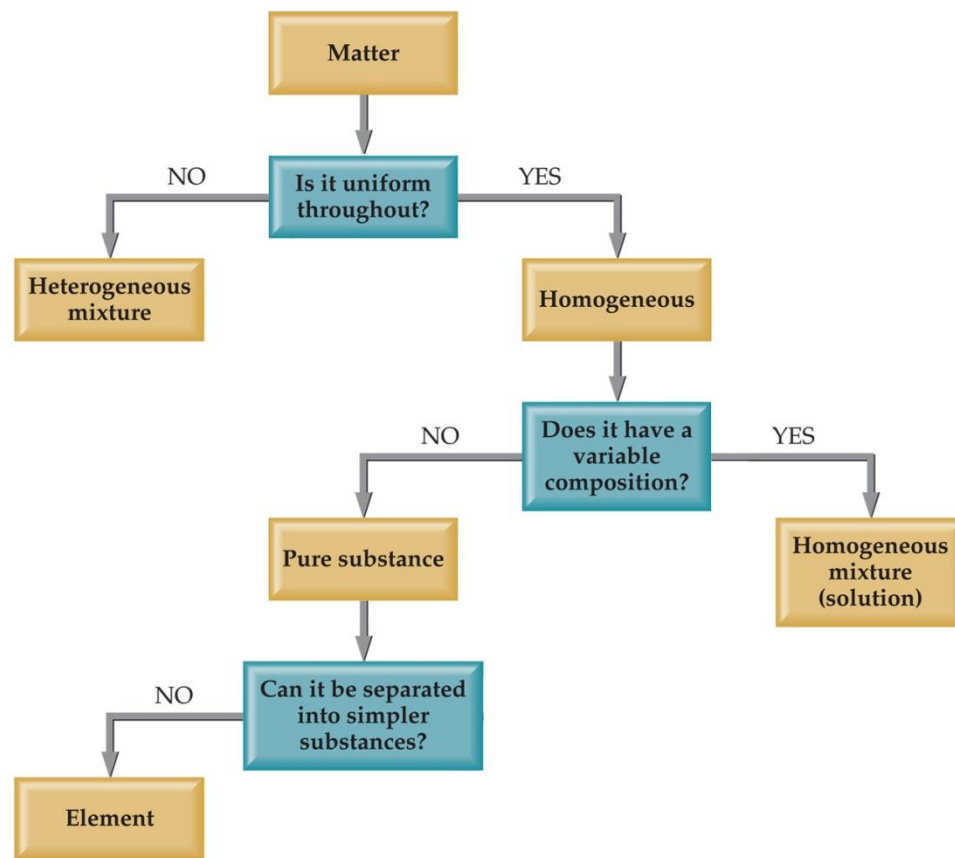 Matter
NO
Is it uniform
throughout?
YES
Heterogeneous
mixture
Homogeneous
NO
Does it have a
variable
composition?
YES
Pure substance
Homogeneous
mixture
(solution)
NO
Can it be separated
into simpler
substances?
Element